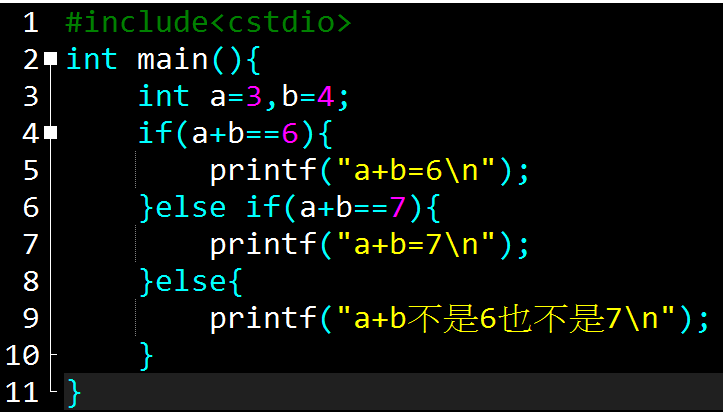 1 #include<cstdio>
2 int main(){
3 int a=3,b=4;
4 if(a+b==6){
5 printf("a+b=6\n");
6 }else if(a+b==7){
7 printf("a+b=7\n");
8 }else{
9 printf("a+b不是6也不是7\n");
10 }
11 }